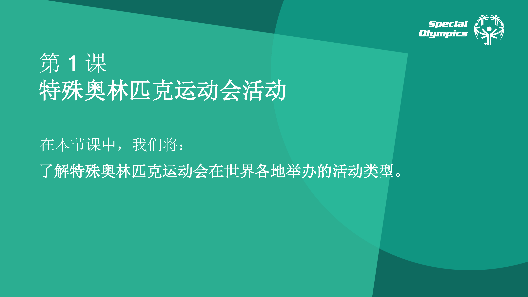 Special
Olympics
第 1 课
特殊奥林匹克运动会活动
在本节课中，我们将：
了解特殊奥林匹克运动会在世界各地举办的活动类型。